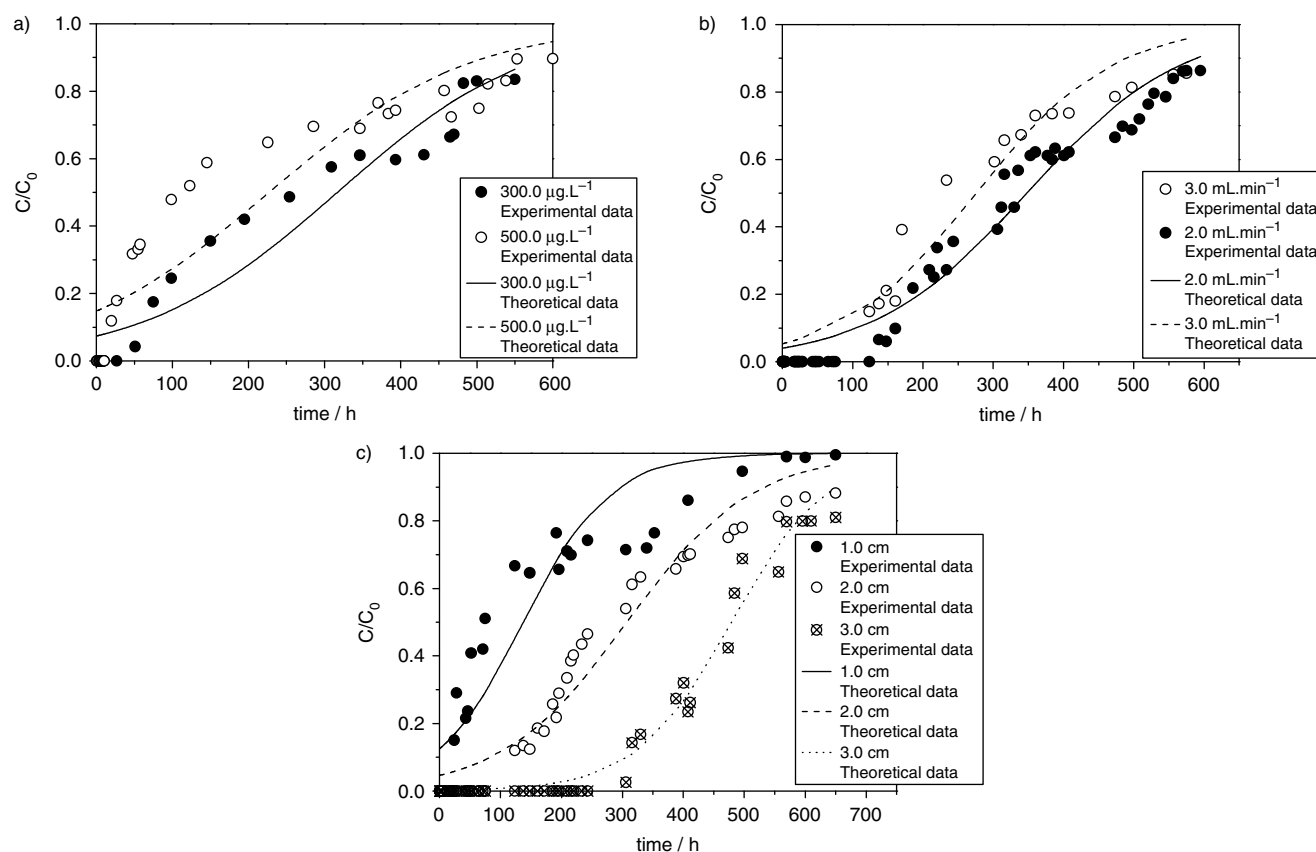 a)
1.0
0.8
0.6
0.4
0.2
0.0
C/C₀
0 100 200 300 400 500 600
time / h
300.0 µg.L⁻¹
Experimental data
500.0 µg.L⁻¹
Experimental data
300.0 µg.L⁻¹
Theoretical data
500.0 µg.L⁻¹
Theoretical data
b)
1.0
0.8
0.6
0.4
0.2
0.0
C/C₀
0 100 200 300 400 500 600
time / h
3.0 mL.min⁻¹
Experimental data
2.0 mL.min⁻¹
Experimental data
2.0 mL.min⁻¹
Theoretical data
3.0 mL.min⁻¹
Theoretical data
c)
1.0
0.8
0.6
0.4
0.2
0.0
C/C₀
0 100 200 300 400 500 600 700
time / h
1.0 cm
Experimental data
2.0 cm
Experimental data
3.0 cm
Experimental data
1.0 cm
Theoretical data
2.0 cm
Theoretical data
3.0 cm
Theoretical data